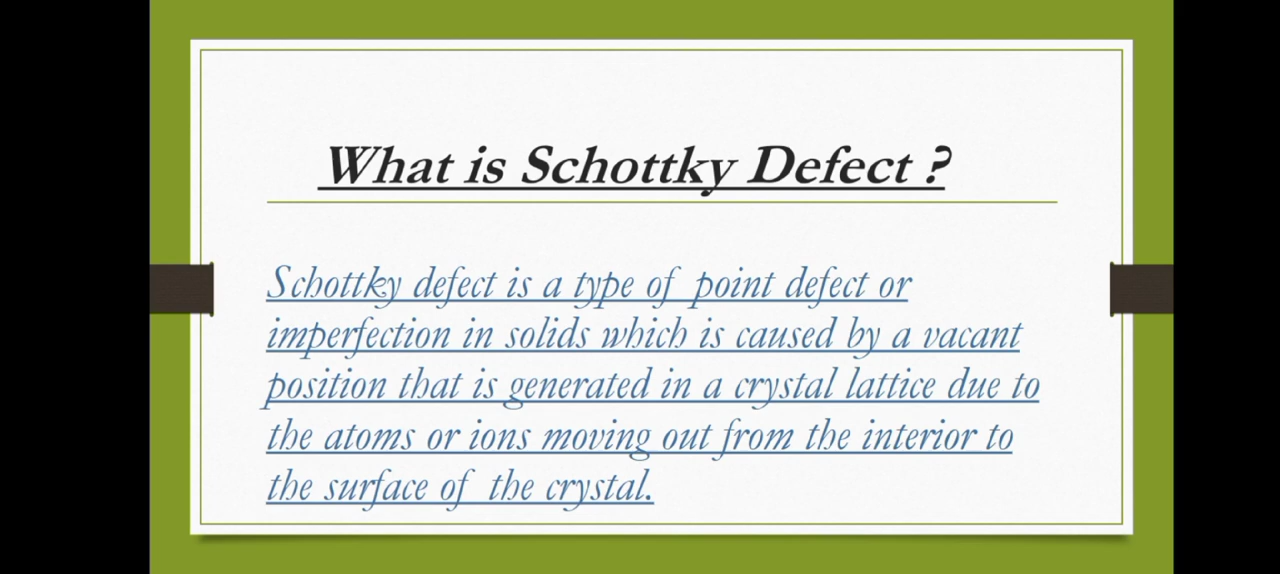 What is Schottky Defect ?
Schottky defect is a type of point defect or
imperfection in solids which is caused by a vacant
position that is generated in a crystal lattice due to
the atoms or ions moving out from the interior to
the surface of the crystal.